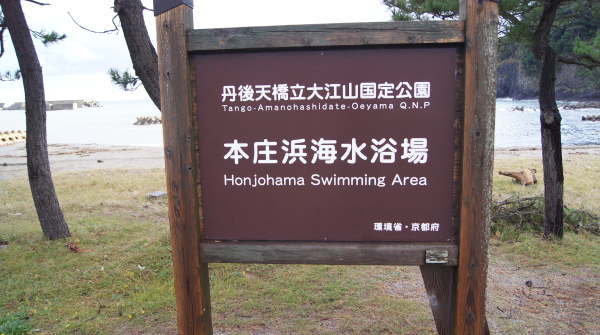 丹後天橋立大江山国定公園
Tango-Amanohashidate-Oeyama Q.N.P
本庄浜海水浴場
Honjohama Swimming Area
環境省・京都府